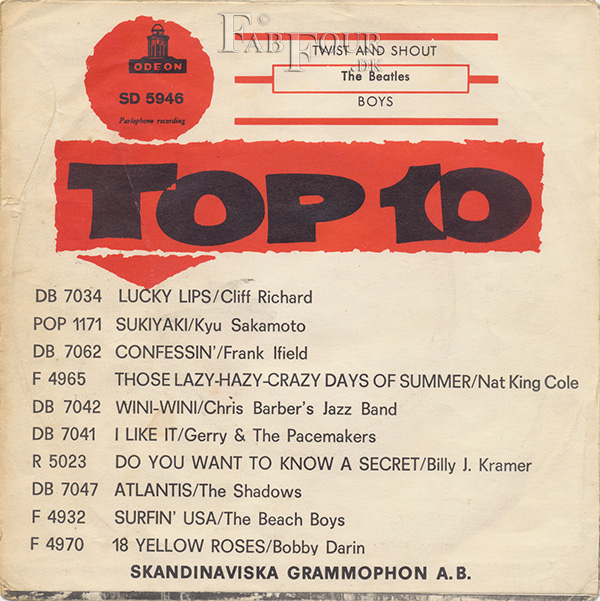 ©
FabFour.dk
ODEON
SD 5946
Parlophone recording
TWIST AND SHOUT
The Beatles
BOYS
TOP 10
DB 7034 LUCKY LIPS/Cliff Richard
POP 1171 SUKIYAKI/Kyu Sakamoto
DB 7062 CONFESSIN'/Frank Ifield
F 4965 THOSE LAZY-HAZY-CRAZY DAYS OF SUMMER/Nat King Cole
DB 7042 WINI-WINI/Chris Barber's Jazz Band
DB 7041 I LIKE IT/Gerry & The Pacemakers
R 5023 DO YOU WANT TO KNOW A SECRET/Billy J. Kramer
DB 7047 ATLANTIS/The Shadows
F 4932 SURFIN' USA/The Beach Boys
F 4970 18 YELLOW ROSES/Bobby Darin
SKANDINAVISKA GRAMMOPHON A.B.